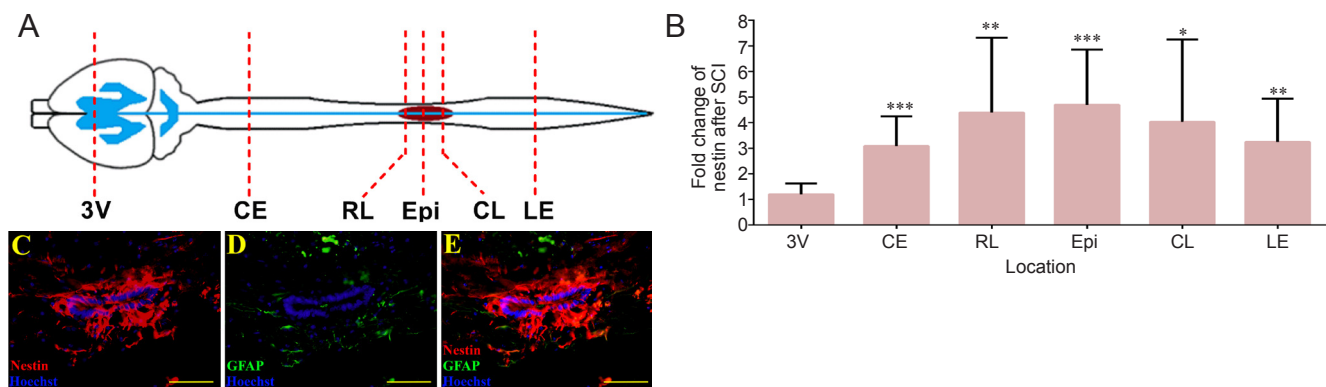 A
3V CE RL Epi CL LE
B
Fold change of
nestin after SCI
8
7
6
5
4
3
2
1
0
***
**
***
*
**
3V CE RL Epi CL LE
Location
C
Nestin
Hoechst
D
GFAP
Hoechst
E
Nestin
GFAP
Hoechst